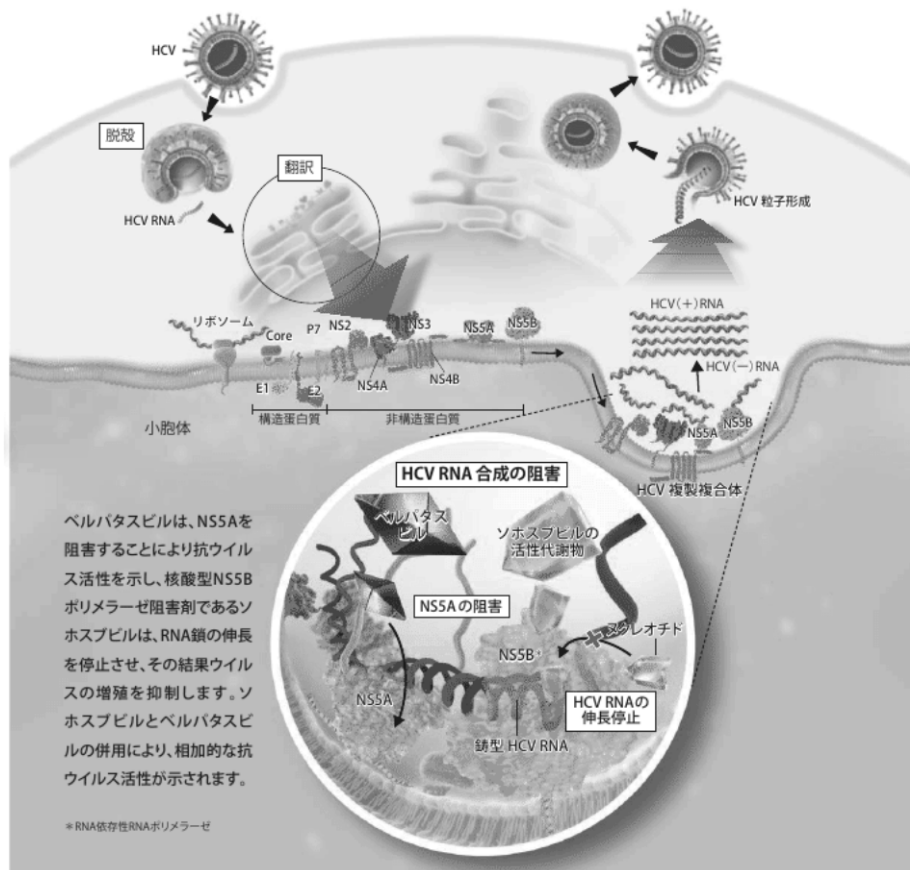 HCV
脱殻
HCV RNA
翻訳
HCV 粒子形成
リボソーム
Core
P7
NS2
NS3
NS5A
NS5B
E1
E2
NS4A
NS4B
構造蛋白質
非構造蛋白質
小胞体
HCV(+)RNA
HCV(−)RNA
NS5A
NS5B
HCV 複製複合体
HCV RNA 合成の阻害
ベルパタス
ビル
ソホスブビルの
活性代謝物
NS5Aの阻害
ヌクレオチド
NS5B
NS5A
HCV RNAの
伸長停止
鋳型 HCV RNA
ベルパタスビルは、NS5Aを
阻害することにより抗ウイル
ス活性を示し、核酸型NS5B
*ポリメラーゼ阻害剤であるソ
ホスブビルは、RNA鎖の伸長
を停止させ、その結果ウイル
スの増殖を抑制します。ソ
ホスブビルとベルパタスビ
ルの併用により、相加的な抗
ウイルス活性が示されます。
*RNA依存性RNAポリメラーゼ